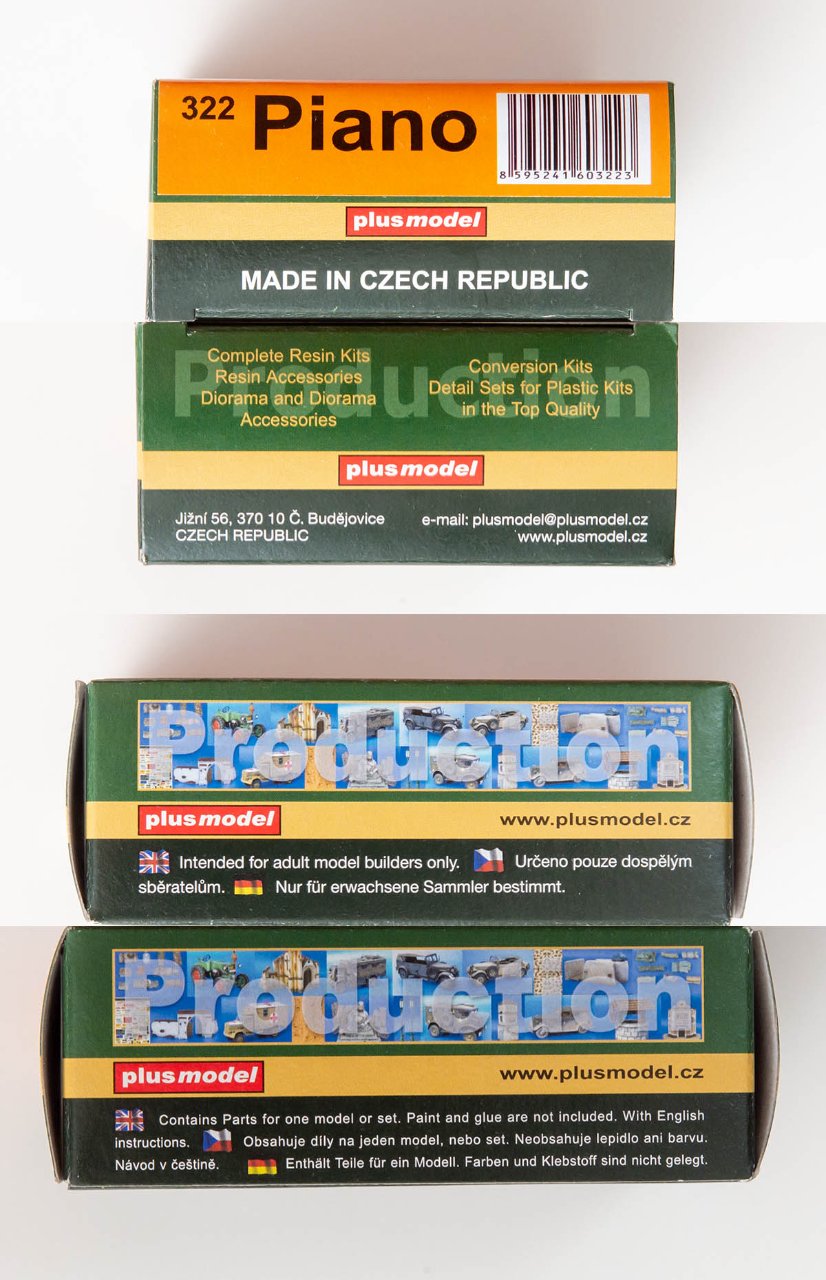 322 Piano
8 595241 603223
plusmodel
MADE IN CZECH REPUBLIC
Production
Complete Resin Kits
Resin Accessories
Diorama and Diorama
Accessories
Conversion Kits
Detail Sets for Plastic Kits
in the Top Quality
plusmodel
Jižní 56, 370 10 Č. Budějovice
CZECH REPUBLIC
e-mail: plusmodel@plusmodel.cz
www.plusmodel.cz
Production
plusmodel
www.plusmodel.cz
Intended for adult model builders only. Určeno pouze dospělým
sběratelům. Nur für erwachsene Sammler bestimmt.
Production
plusmodel
www.plusmodel.cz
Contains Parts for one model or set. Paint and glue are not included. With English
instructions. Obsahuje díly na jeden model, nebo set. Neobsahuje lepidlo ani barvu.
Návod v češtině. Enthält Teile für ein Modell. Farben und Klebstoff sind nicht gelegt.